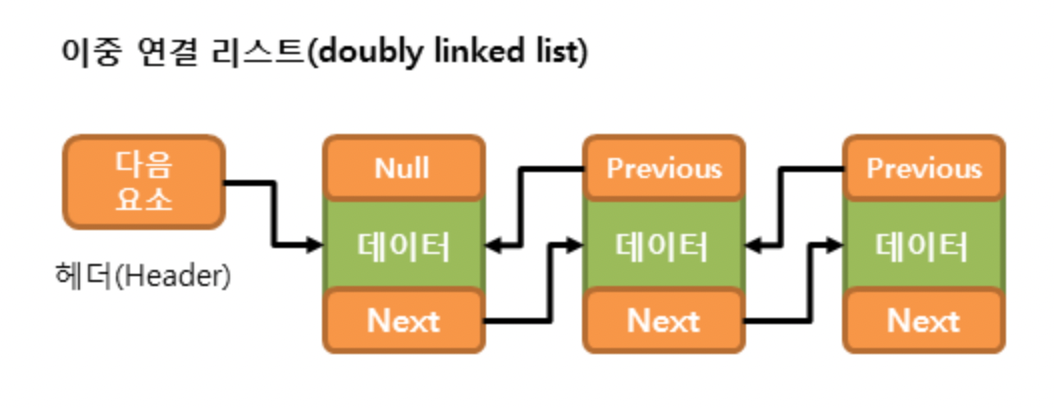 이중 연결 리스트(doubly linked list)
다음
요소
헤더(Header)
Null
데이터
Next
Previous
데이터
Next
Previous
데이터
Next